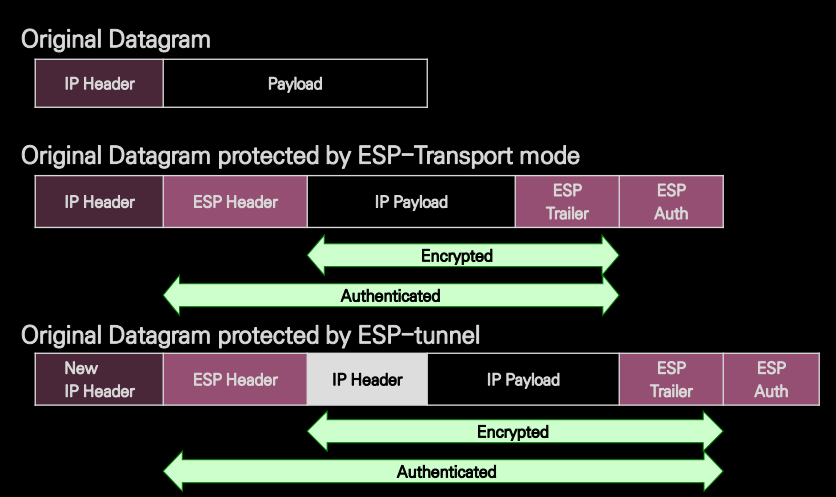 Original Datagram
IP Header
Payload
Original Datagram protected by ESP-Transport mode
IP Header
ESP Header
IP Payload
ESP
Trailer
ESP
Auth
Encrypted
Authenticated
Original Datagram protected by ESP-tunnel
New
IP Header
ESP Header
IP Header
IP Payload
ESP
Trailer
ESP
Auth
Encrypted
Authenticated